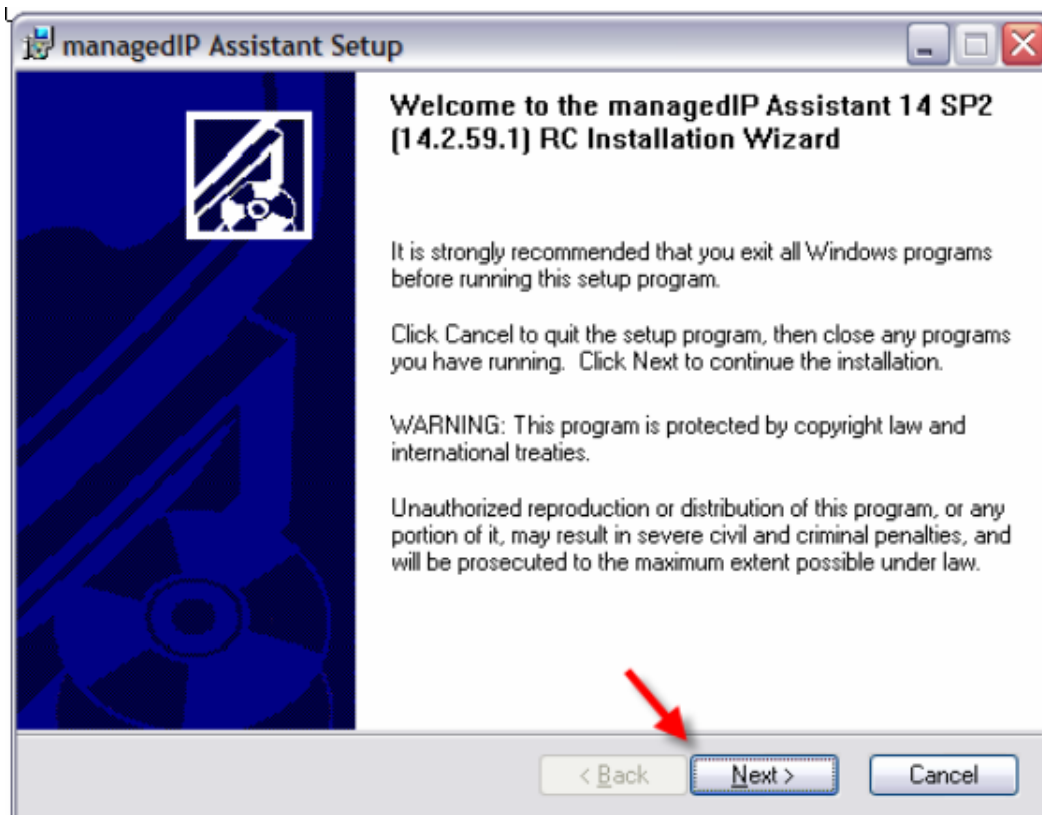 managedIP Assistant Setup
Welcome to the managedIP Assistant 14 SP2
(14.2.59.1) RC Installation Wizard
It is strongly recommended that you exit all Windows programs
before running this setup program.
Click Cancel to quit the setup program, then close any programs
you have running.  Click Next to continue the installation.
WARNING: This program is protected by copyright law and
international treaties.
Unauthorized reproduction or distribution of this program, or any
portion of it, may result in severe civil and criminal penalties, and
will be prosecuted to the maximum extent possible under law.
< Back   Next >   Cancel